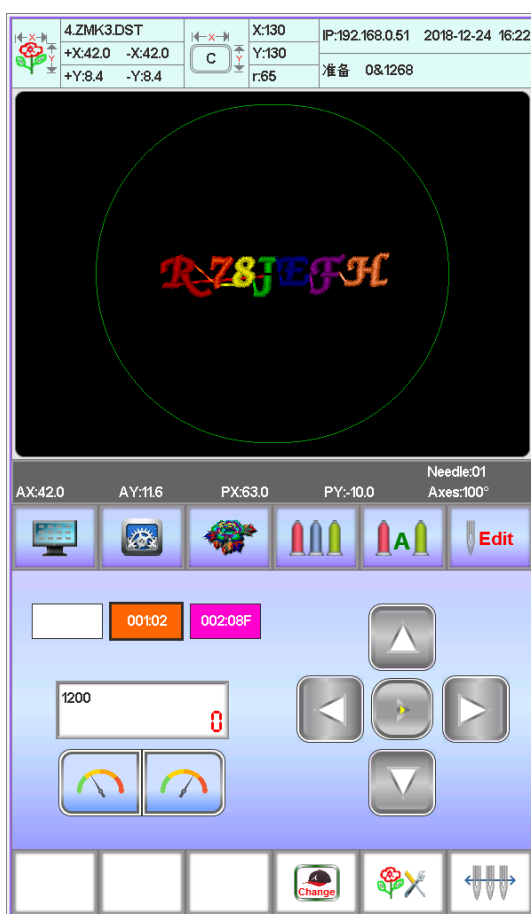 4.ZMK3.DST
+X:42.0 -X:42.0
+Y:8.4 -Y:8.4
X
Y
C
X
Y
X:130
Y:130
r:65
IP:192.168.0.51 2018-12-24 16:22
准备 0&1268
RZ8JEFH
Needle:01
AX:42.0 AY:11.6 PX:63.0 PY:-10.0 Axes:100°
A
Edit
001:02 002:08F
1200
0
Change